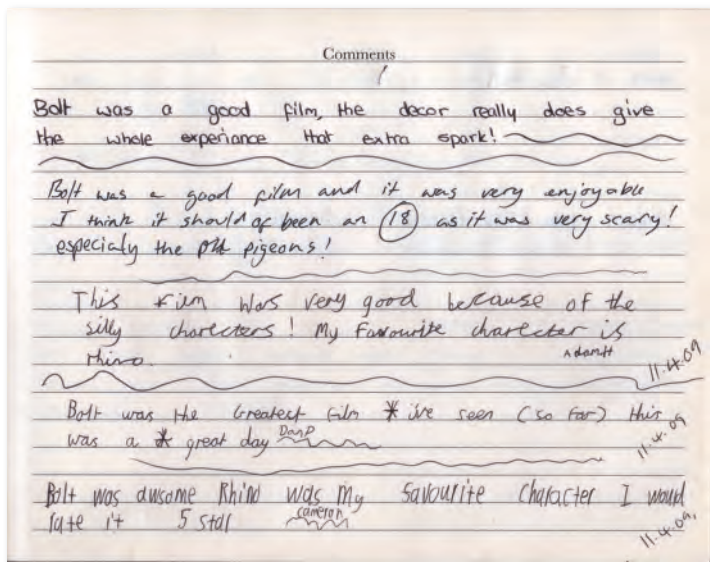 Comments
Bolt was a good film, the decor really does give
the whole experiance that extra spark!
Bolt was a good film and it was very enjoyable
I think it should of been an 18 as it was very scary!
especialy the pigeons!
This film was very good because of the
silly charecters! My favourite charecter is
rhino.
Adam H
11.4.09
Bolt was the Greatest film * ive seen (so far) this
was a * great day Dan P
11.4.09
Bolt was awsome Rhino was my favourite character I would
rate it 5 star cameron
11.4.09,